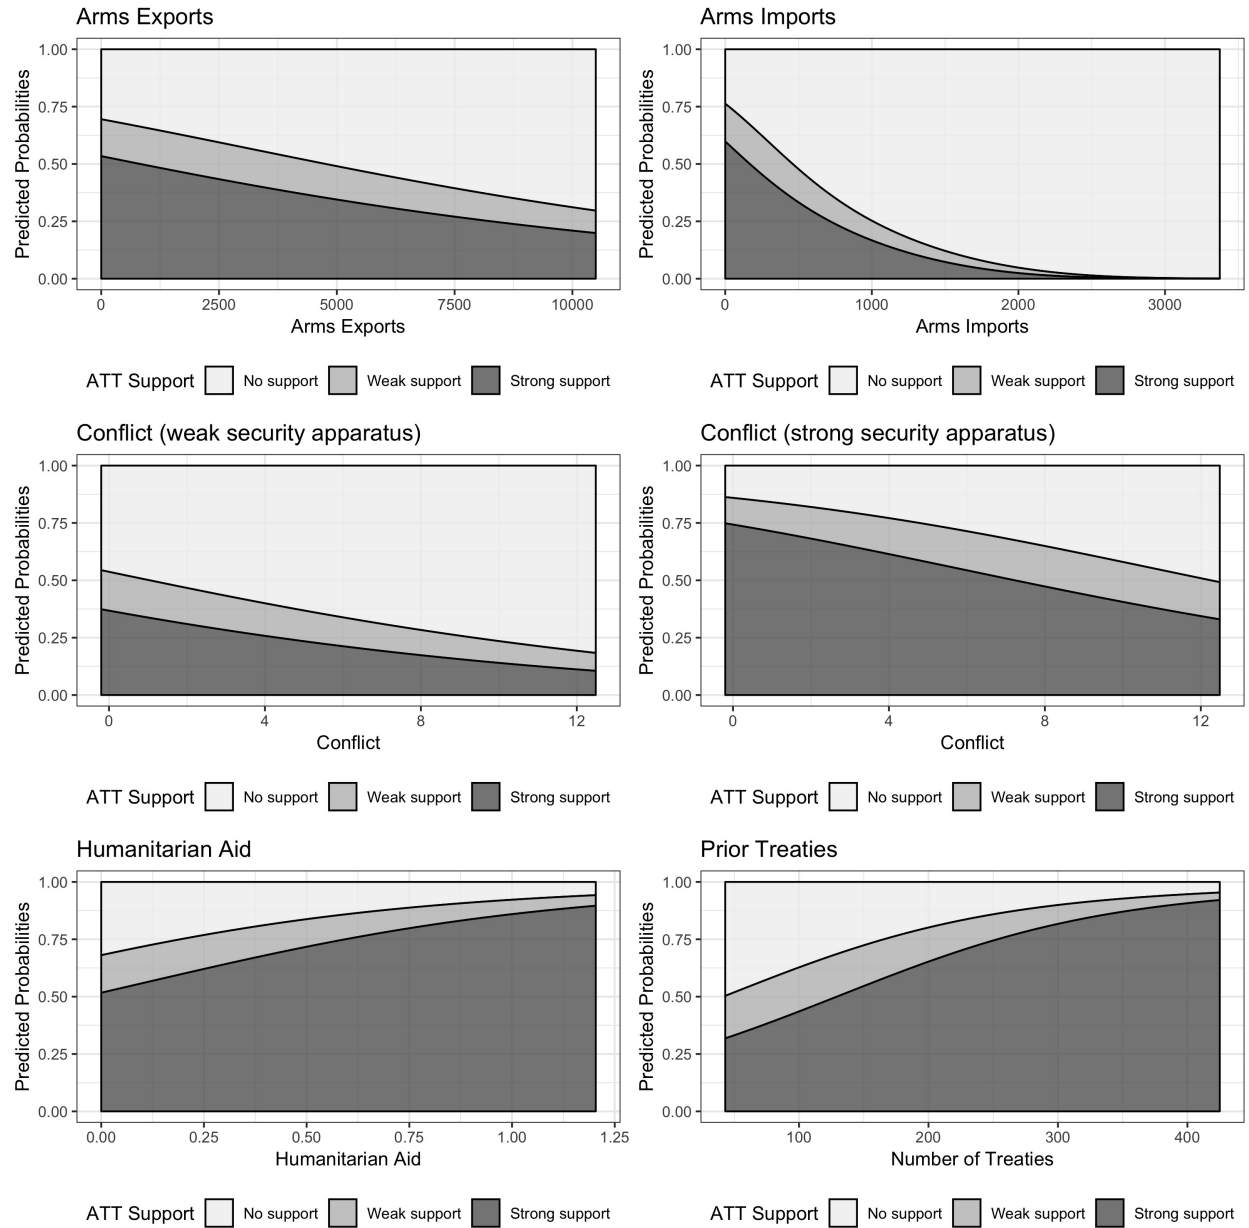 Arms Exports
Predicted Probabilities
1.00
0.75
0.50
0.25
0.00
0 2500 5000 7500 10000
Arms Exports
ATT Support No support Weak support Strong support
Arms Imports
Predicted Probabilities
1.00
0.75
0.50
0.25
0.00
0 1000 2000 3000
Arms Imports
ATT Support No support Weak support Strong support
Conflict (weak security apparatus)
Predicted Probabilities
1.00
0.75
0.50
0.25
0.00
0 4 8 12
Conflict
ATT Support No support Weak support Strong support
Conflict (strong security apparatus)
Predicted Probabilities
1.00
0.75
0.50
0.25
0.00
0 4 8 12
Conflict
ATT Support No support Weak support Strong support
Humanitarian Aid
Predicted Probabilities
1.00
0.75
0.50
0.25
0.00
0.00 0.25 0.50 0.75 1.00 1.25
Humanitarian Aid
ATT Support No support Weak support Strong support
Prior Treaties
Predicted Probabilities
1.00
0.75
0.50
0.25
0.00
100 200 300 400
Number of Treaties
ATT Support No support Weak support Strong support